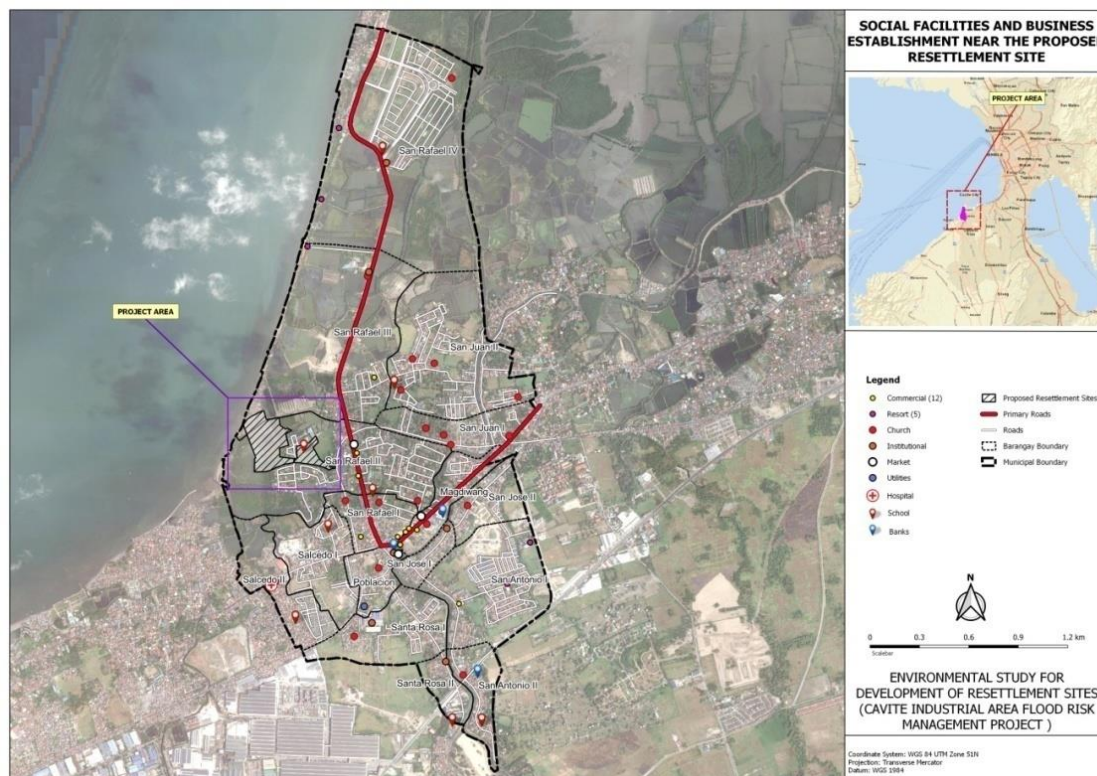 SOCIAL FACILITIES AND BUSINESS
ESTABLISHMENT NEAR THE PROPOSE
RESETTLEMENT SITE
PROJECT AREA
PROJECT AREA
San Rafael IV
San Rafael III
San Juan II
San Juan I
San Rafael II
Magdiwang
San Jose II
San Rafael I
Salcedo I
San Jose I
Salcedo II
Poblacion
San Antonio I
Santa Rosa I
Santa Rosa II
San Antonio II
Legend
Commercial (12)
Resort (5)
Church
Institutional
Market
Utilities
Hospital
School
Banks
Proposed Resettlement Sites
Primary Roads
Roads
Barangay Boundary
Municipal Boundary
N
0 0.3 0.6 0.9 1.2 km
Scalebar
ENVIRONMENTAL STUDY FOR
DEVELOPMENT OF RESETTLEMENT SITES
(CAVITE INDUSTRIAL AREA FLOOD RISK
MANAGEMENT PROJECT )
Coordinate System: WGS 84 UTM Zone 51N
Projection: Transverse Mercator
Datum: WGS 1984